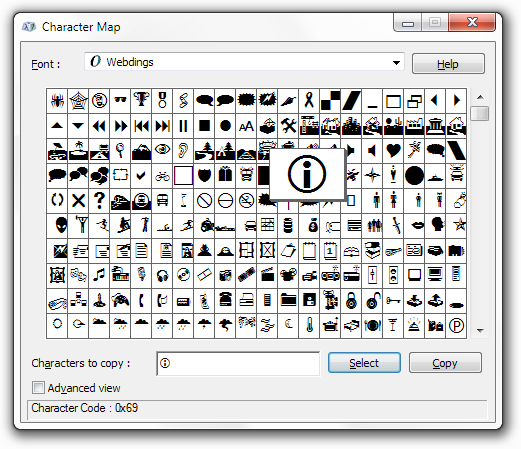 Character Map
Font : Webdings Help
Characters to copy : Select Copy
Advanced view
Character Code : 0x69